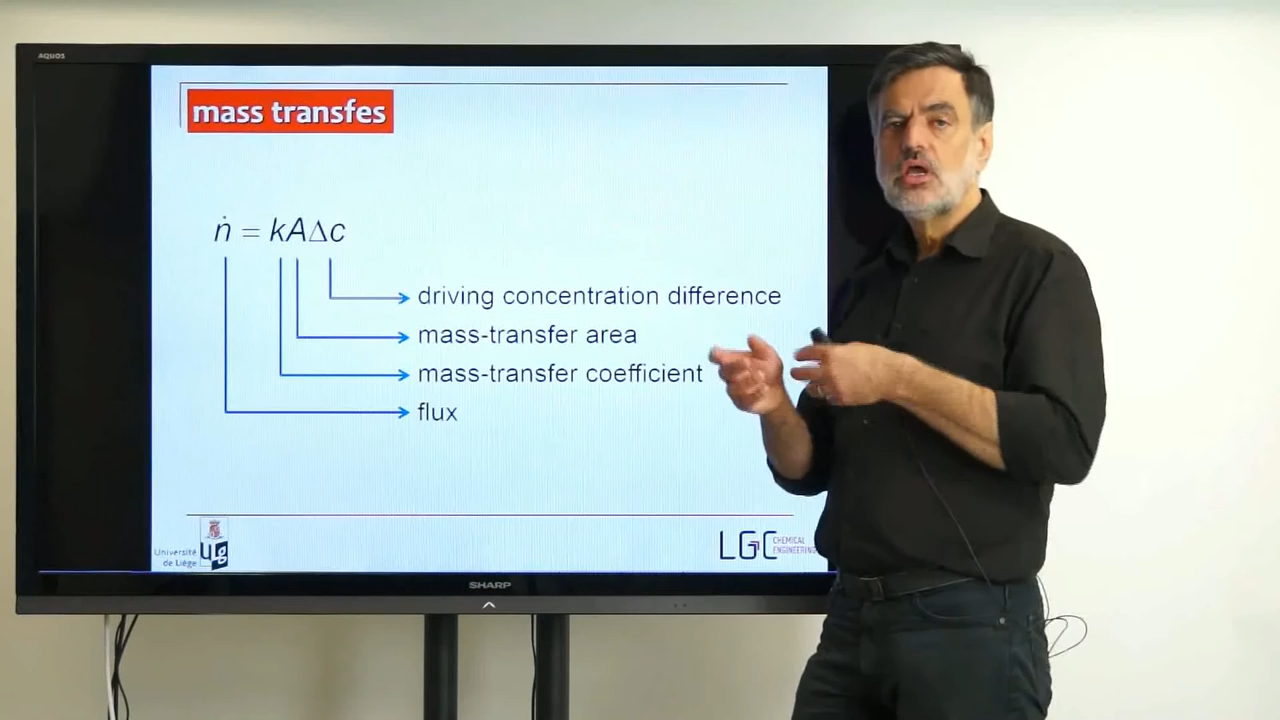 AQUOS
mass transfes
ṅ = kAΔc
driving concentration difference
mass-transfer area
mass-transfer coefficient
flux
Université
de Liège
ULg
LGC
CHEMICAL
ENGINEERING
SHARP